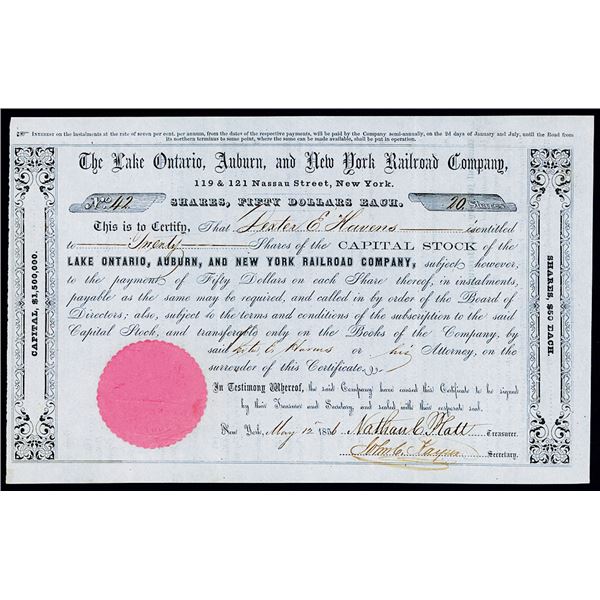 INTEREST on the instalments at the rate of seven per cent. per annum, from the dates of the respective payments, will be paid by the Company semi-annually, on the 2d days of January and July, until the Road from
its northern terminus to some point, where the same can be made available, shall be put in operation.
The Lake Ontario, Auburn, and New York Railroad Company,
119 & 121 Nassau Street, New York.
No. 42 SHARES, FIFTY DOLLARS EACH. 20 Shares
This is to Certify, That Dexter E. Havens is entitled
to Twenty Shares of the CAPITAL STOCK of the
LAKE ONTARIO, AUBURN, AND NEW YORK RAILROAD COMPANY, subject however,
to the payment of Fifty Dollars on each Share thereof, in instalments,
payable as the same may be required, and called in by order of the Board of
Directors; also, subject to the terms and conditions of the subscription to the said
Capital Stock, and transferable only on the Books of the Company, by
said Havens or his Attorney, on the
surrender of this Certificate.
In Testimony Whereof, the said Company have caused this Certificate to be signed
by their Treasurer and Secretary, and sealed, with their corporate seal.
New York, May 12 1856 Nathan C Platt Treasurer.
John C. Secretary.
CAPITAL, $1,500,000.
SHARES, $50 EACH.